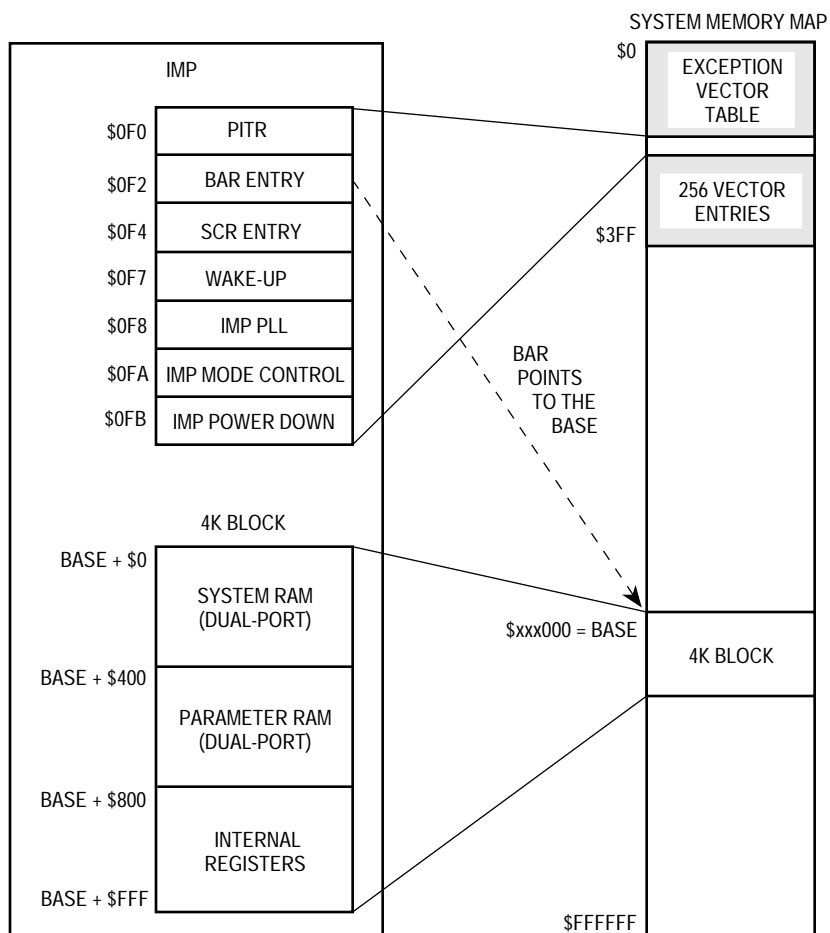 SYSTEM MEMORY MAP
IMP
$0F0
PITR
$0F2
BAR ENTRY
$0F4
SCR ENTRY
$0F7
WAKE-UP
$0F8
IMP PLL
$0FA
IMP MODE CONTROL
$0FB
IMP POWER DOWN
4K BLOCK
BASE + $0
SYSTEM RAM
(DUAL-PORT)
BASE + $400
PARAMETER RAM
(DUAL-PORT)
BASE + $800
INTERNAL
REGISTERS
BASE + $FFF
BAR
POINTS
TO THE
BASE
$0
EXCEPTION
VECTOR
TABLE
256 VECTOR
ENTRIES
$3FF
$xxx000 = BASE
4K BLOCK
$FFFFFF